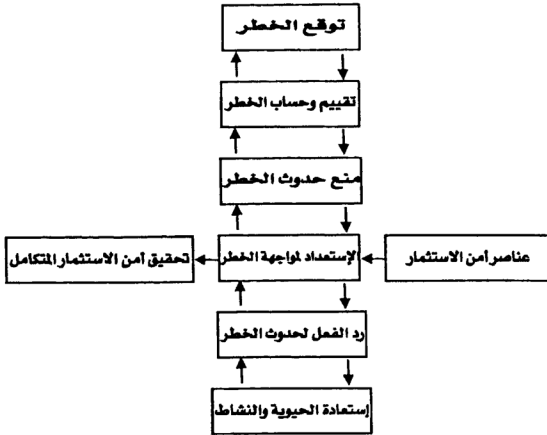 توقع الخطر
تقييم وحساب الخطر
منع حدوث الخطر
عناصر أمن الاستثمار
الإستعداد لمواجهة الخطر
تحقيق أمن الاستثمار المتكامل
رد الفعل لحدوث الخطر
إستعادة الحيوية والنشاط